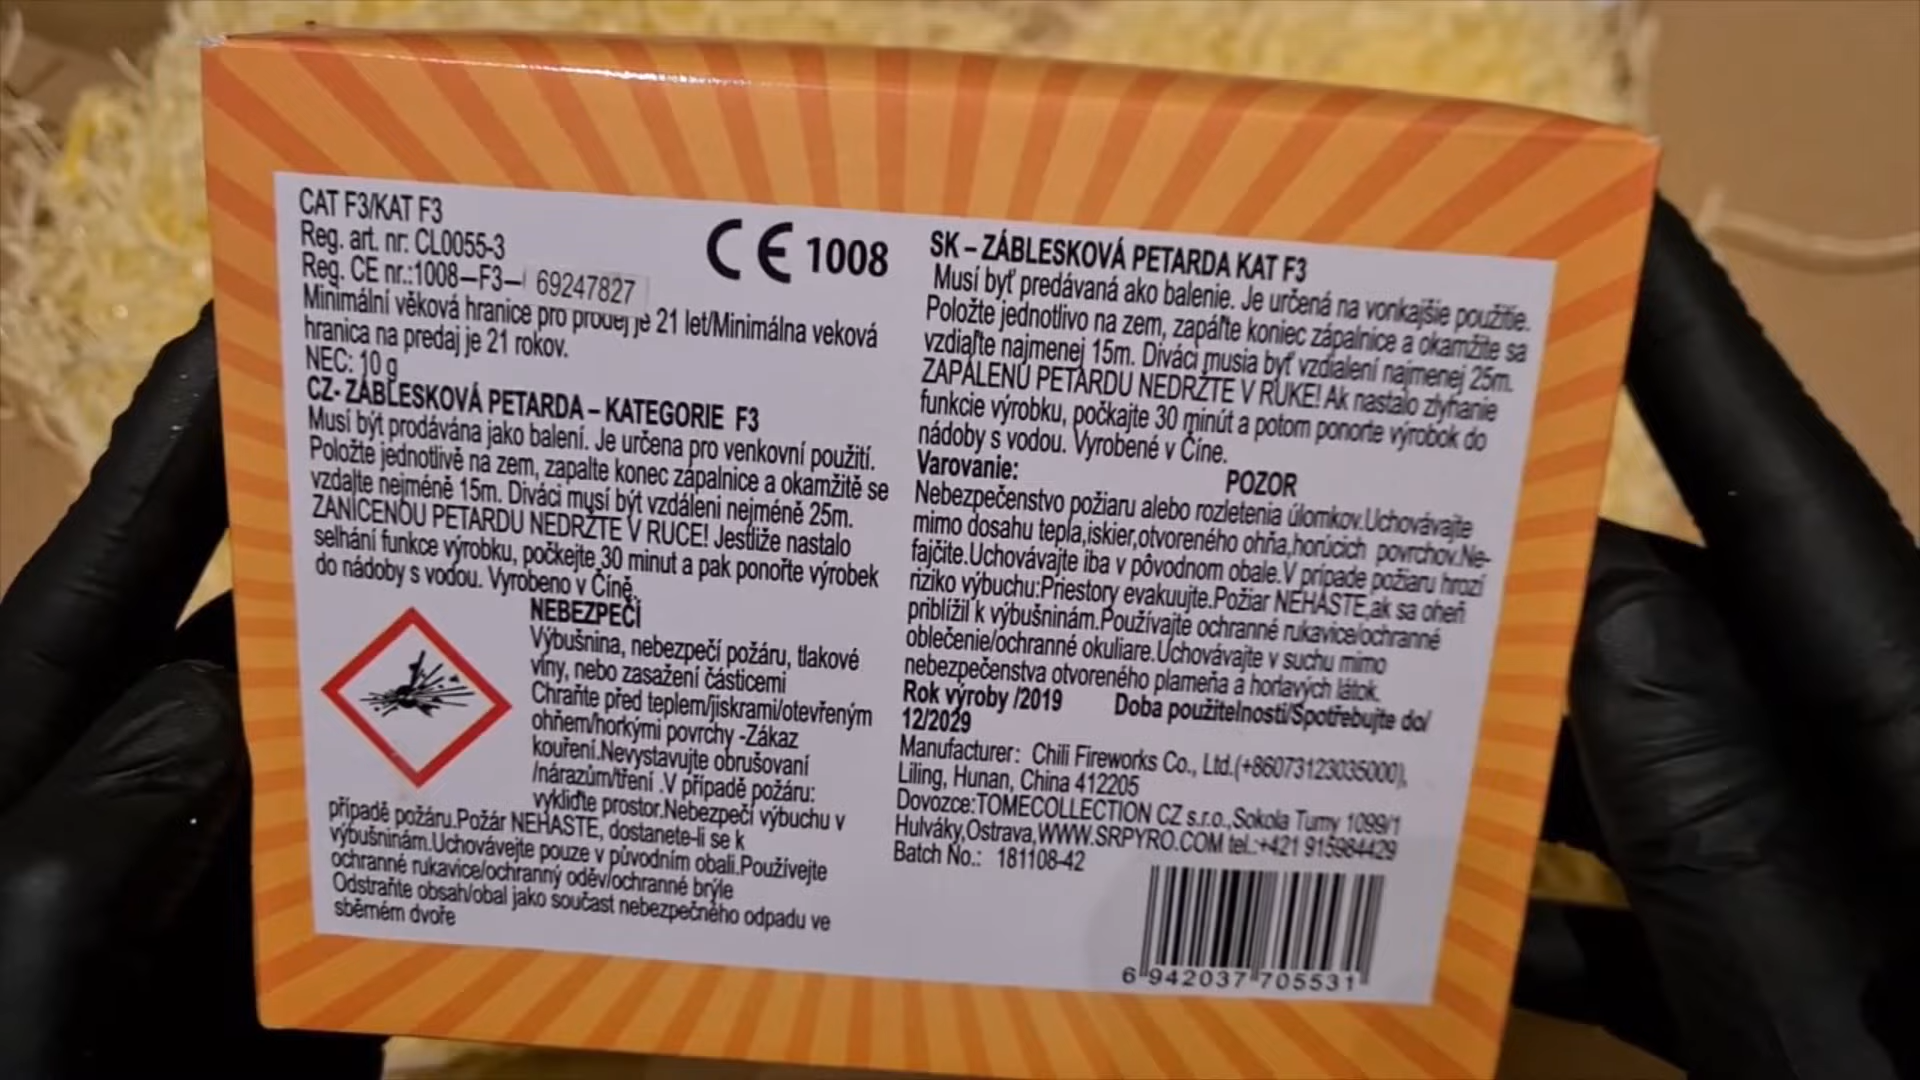 CAT F3/KAT F3
Reg. art. nr: CL0055-3
Reg. CE nr.:1008–F3– 69247827
CE 1008
Minimální věková hranice pro prodej je 21 let/Minimálna veková
hranica na predaj je 21 rokov.
NEC: 10 g
CZ- ZÁBLESKOVÁ PETARDA – KATEGORIE F3
Musí být prodávána jako balení. Je určena pro venkovní použití.
Položte jednotlivě na zem, zapalte konec zápalnice a okamžitě se
vzdalte nejméně 15m. Diváci musí být vzdáleni nejméně 25m.
ZANÍCENOU PETARDU NEDRŽTE V RUCE! Jestliže nastalo
selhání funkce výrobku, počkejte 30 minut a pak ponořte výrobek
do nádoby s vodou. Vyrobeno v Číně.
NEBEZPEČÍ
Výbušnina, nebezpečí požáru, tlakové
vlny, nebo zasažení částicemi
Chraňte před teplem/jiskrami/otevřeným
ohňem/horkými povrchy -Zákaz
kouření.Nevystavujte obrušování
/nárazům/tření .V případě požáru:
vykliďte prostor.Nebezpečí výbuchu v
případě požáru.Požár NEHASTE, dostanete-li se k
výbušninám.Uchovávejte pouze v původním obali.Používejte
ochranné rukavice/ochranný oděv/ochranné brýle
Odstraňte obsah/obal jako součast nebezpečného odpadu ve
sběrném dvoře
SK – ZÁBLESKOVÁ PETARDA KAT F3
Musí byť predávaná ako balenie. Je určená na vonkajšie použitie.
Položte jednotlivo na zem, zapáľte koniec zápalnice a okamžite sa
vzdiaľte najmenej 15m. Diváci musia byť vzdialení najmenej 25m.
ZAPÁLENÚ PETARDU NEDRŽTE V RUKE! Ak nastalo zlyhanie
funkcie výrobku, počkajte 30 minút a potom ponorte výrobok do
nádoby s vodou. Vyrobené v Číne.
Varovanie:
POZOR
Nebezpečenstvo požiaru alebo rozletenia úlomkov.Uchovávajte
mimo dosahu tepla,iskier,otvoreného ohňa,horúcich povrchov.Ne-
fajčite.Uchovávajte iba v pôvodnom obale.V prípade požiaru hrozí
riziko výbuchu:Priestory evakuujte.Požiar NEHASTE,ak sa oheň
priblížil k výbušninám.Používajte ochranné rukavice/ochranné
oblečenie/ochranné okuliare.Uchovávajte v suchu mimo
nebezpečenstva otvoreného plameňa a horľavých látok.
Rok výroby /2019 Doba použitelnosti/Spotřebujte do/
12/2029
Manufacturer: Chili Fireworks Co., Ltd.(+86073123035000),
Liling, Hunan, China 412205
Dovozce:TOMECOLLECTION CZ s.r.o.,Sokola Tumy 1099/1
Hulváky,Ostrava,WWW.SRPYRO.COM tel.:+421 915984429
Batch No.: 181108-42
6 942037 705531